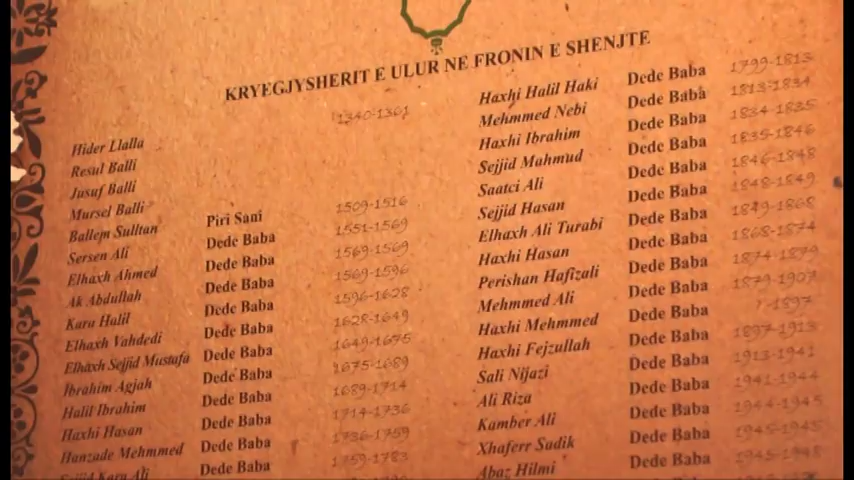 KRYEGJYSHERIT E ULUR NE FRONIN E SHENJTE
Hider Llalla 1340-1361
Resul Balli
Jusuf Balli
Mursel Balli
Ballem Sulltan Piri Sani 1509-1516
Sersen Ali Dede Baba 1551-1569
Elhaxh Ahmed Dede Baba 1569-1569
Ak Abdullah Dede Baba 1569-1596
Kara Halil Dede Baba 1596-1628
Elhaxh Vahdedi Dede Baba 1628-1649
Elhaxh Sejjid Mustafa Dede Baba 1649-1675
Ibrahim Agjah Dede Baba 1675-1689
Halil Ibrahim Dede Baba 1689-1714
Haxhi Hasan Dede Baba 1714-1736
Hanzade Mehmmed Dede Baba 1736-1759
Sejjid Kara Ali Dede Baba 1759-1783
Haxhi Halil Haki Dede Baba 1799-1813
Mehmmed Nebi Dede Baba 1813-1834
Haxhi Ibrahim Dede Baba 1834-1835
Sejjid Mahmud Dede Baba 1835-1846
Saatci Ali Dede Baba 1846-1848
Sejjid Hasan Dede Baba 1848-1849
Elhaxh Ali Turabi Dede Baba 1849-1868
Haxhi Hasan Dede Baba 1868-1874
Perishan Hafizali Dede Baba 1874-1879
Mehmmed Ali Dede Baba 1879-1907
Haxhi Mehmmed Dede Baba ?-1897
Haxhi Fejzullah Dede Baba 1897-1913
Sali Nijazi Dede Baba 1913-1941
Ali Riza Dede Baba 1941-1944
Kamber Ali Dede Baba 1944-1945
Xhaferr Sadik Dede Baba 1945-1945
Abaz Hilmi Dede Baba 1945-1948